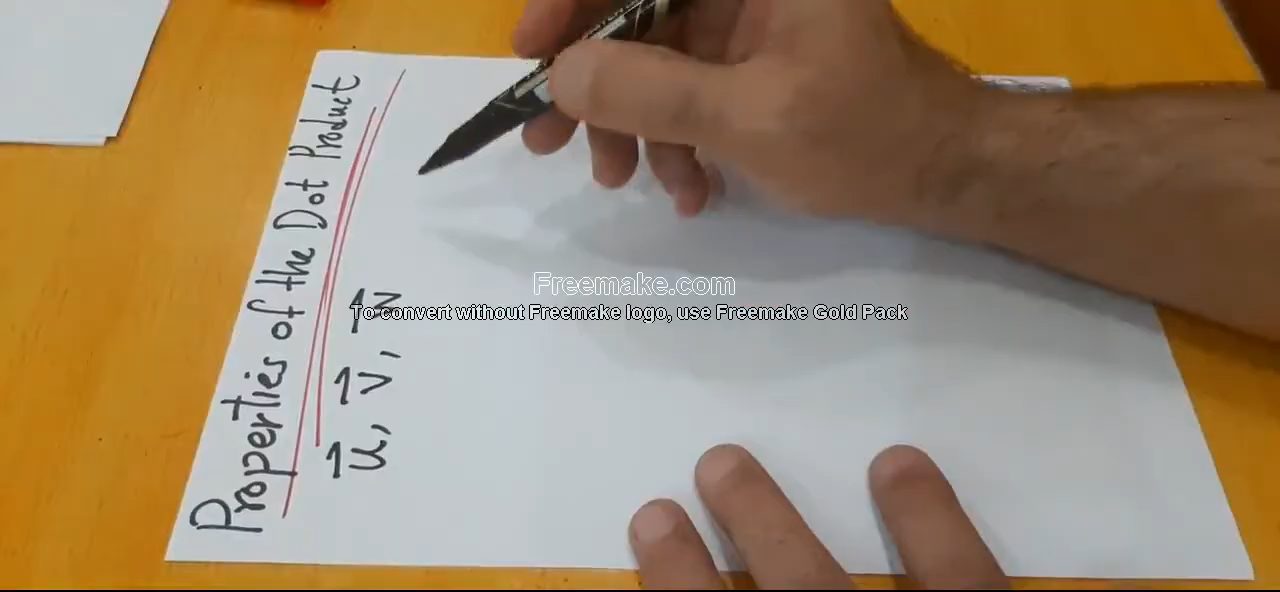 Properties of the Dot Product
u⃗, v⃗, w⃗
Freemake.com
To convert without Freemake logo, use Freemake Gold Pack